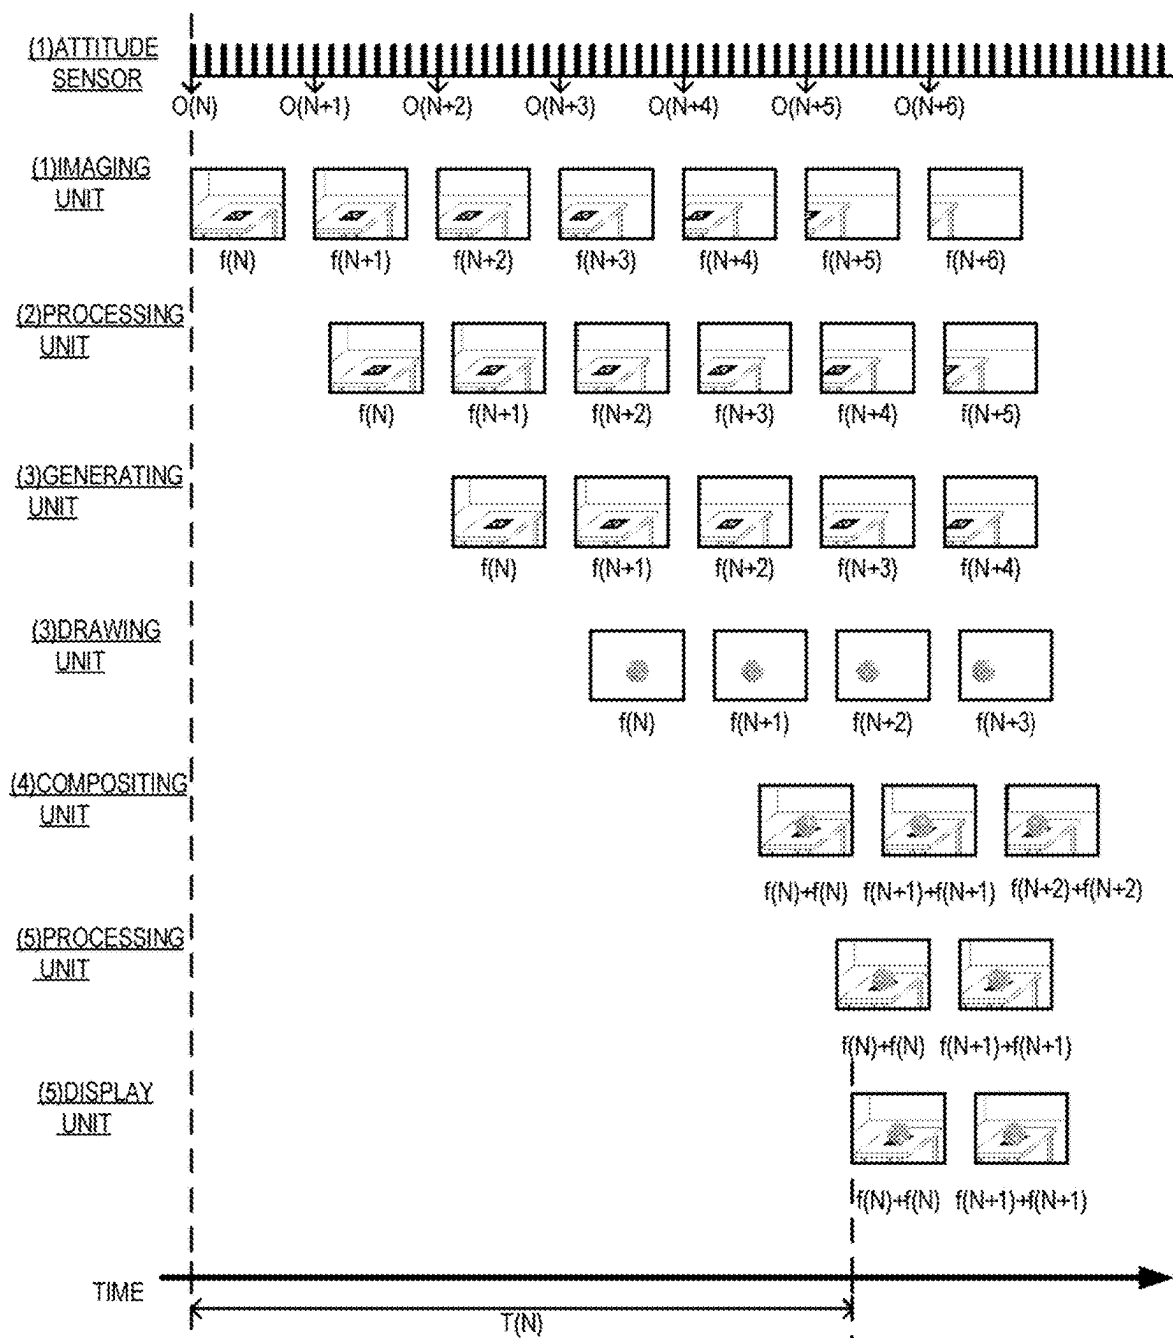 (1)ATTITUDE
SENSOR
O(N) O(N+1) O(N+2) O(N+3) O(N+4) O(N+5) O(N+6)
(1)IMAGING
UNIT
f(N) f(N+1) f(N+2) f(N+3) f(N+4) f(N+5) f(N+6)
(2)PROCESSING
UNIT
f(N) f(N+1) f(N+2) f(N+3) f(N+4) f(N+5)
(3)GENERATING
UNIT
f(N) f(N+1) f(N+2) f(N+3) f(N+4)
(3)DRAWING
UNIT
f(N) f(N+1) f(N+2) f(N+3)
(4)COMPOSITING
UNIT
f(N)+f(N) f(N+1)+f(N+1) f(N+2)+f(N+2)
(5)PROCESSING
UNIT
f(N)+f(N) f(N+1)+f(N+1)
(5)DISPLAY
UNIT
f(N)+f(N) f(N+1)+f(N+1)
TIME
T(N)